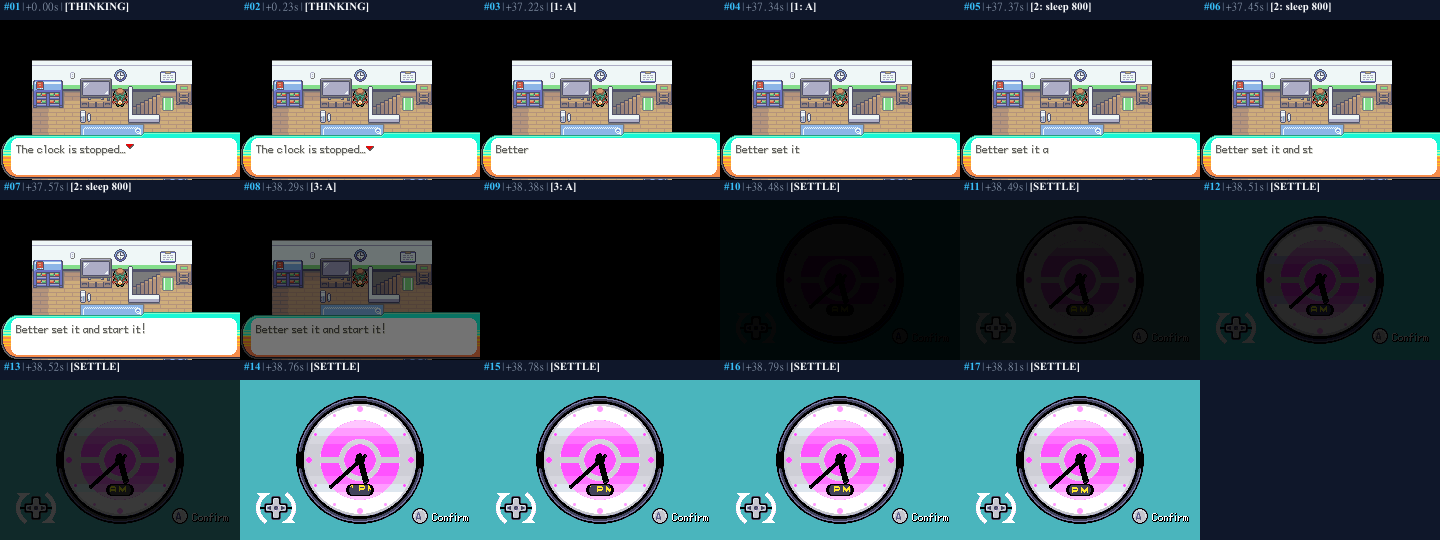 #01|+0.00s|[THINKING]
#02|+0.23s|[THINKING]
#03|+37.22s|[1: A]
#04|+37.34s|[1: A]
#05|+37.37s|[2: sleep 800]
#06|+37.45s|[2: sleep 800]
The clock is stopped...
The clock is stopped...
Better
Better set it
Better set it a
Better set it and st
#07|+37.57s|[2: sleep 800]
#08|+38.29s|[3: A]
#09|+38.38s|[3: A]
#10|+38.48s|[SETTLE]
#11|+38.49s|[SETTLE]
#12|+38.51s|[SETTLE]
Better set it and start it!
Better set it and start it!
AM
A Confirm
AM
A Confirm
AM
A Confirm
#13|+38.52s|[SETTLE]
#14|+38.76s|[SETTLE]
#15|+38.78s|[SETTLE]
#16|+38.79s|[SETTLE]
#17|+38.81s|[SETTLE]
AM
A Confirm
A Confirm
PM
A Confirm
PM
A Confirm
PM
A Confirm